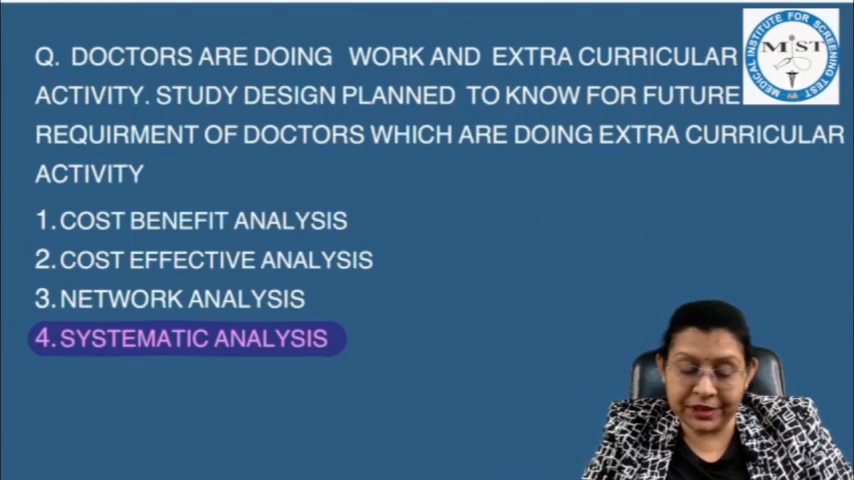 Q. DOCTORS ARE DOING WORK AND EXTRA CURRICULAR
ACTIVITY. STUDY DESIGN PLANNED TO KNOW FOR FUTURE
REQUIRMENT OF DOCTORS WHICH ARE DOING EXTRA CURRICULAR
ACTIVITY
1. COST BENEFIT ANALYSIS
2. COST EFFECTIVE ANALYSIS
3. NETWORK ANALYSIS
4. SYSTEMATIC ANALYSIS
MEDICAL INSTITUTE FOR SCREENING TEST
MIST